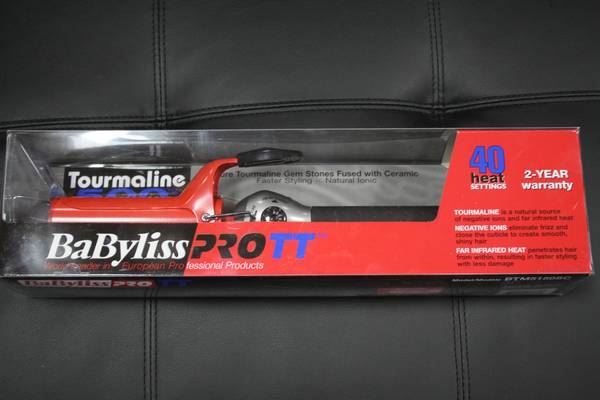 40
heat
SETTINGS
2-YEAR
warranty
Tourmaline
Tourmaline Gem Stones Fused with Ceramic
Faster Styling - Natural Ionic
TOURMALINE is a natural source
of negative ions and far infrared heat
NEGATIVE IONS eliminate frizz and
close the cuticle to create smooth,
shiny hair
FAR INFRARED HEAT penetrates hair
from within, resulting in faster styling
with less damage
BaBylissPRO TT
World Leader in European Professional Products
BaBylissPRO TT